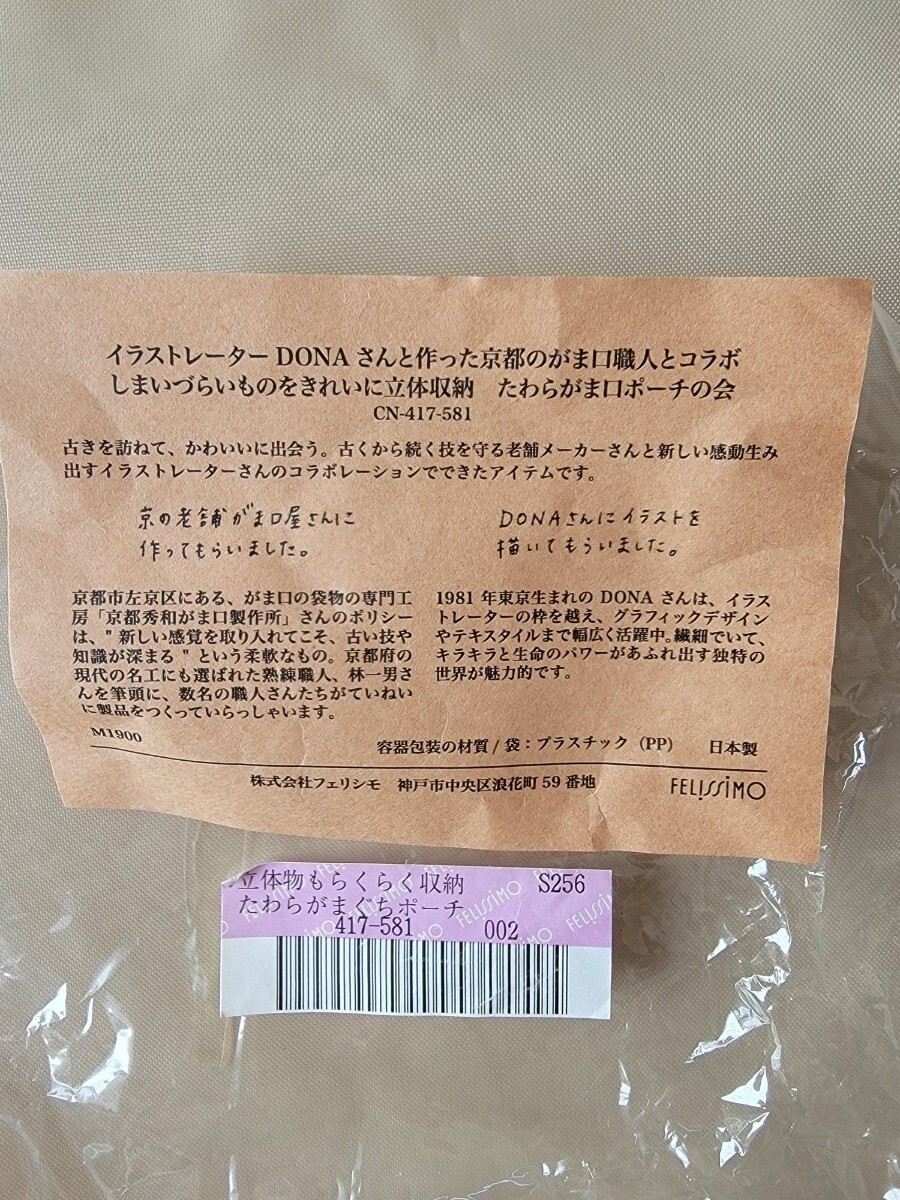 イラストレーター DONA さんと作った京都のがま口職人とコラボ
しまいづらいものをきれいに立体収納　たわらがま口ポーチの会
CN-417-581
古きを訪ねて、かわいいに出会う。古くから続く技を守る老舗メーカーさんと新しい感動生み
出すイラストレーターさんのコラボレーションでできたアイテムです。
京の老舗がま口屋さんに
作ってもらいました。
京都市左京区にある、がま口の袋物の専門工
房「京都秀和がま口製作所」さんのポリシー
は、" 新しい感覚を取り入れてこそ、古い技や
知識が深まる " という柔軟なもの。京都府の
現代の名工にも選ばれた熟練職人、林一男さ
んを筆頭に、数名の職人さんたちがていねい
に製品をつくっていらっしゃいます。
DONAさんにイラストを
描いてもらいました。
1981 年東京生まれの DONA さんは、イラス
トレーターの枠を越え、グラフィックデザイン
やテキスタイルまで幅広く活躍中。繊細でいて、
キラキラと生命のパワーがあふれ出す独特の
世界が魅力的です。
M1900
容器包装の材質 / 袋：プラスチック（PP）　日本製
株式会社フェリシモ　神戸市中央区浪花町 59 番地
FELISSIMO
立体物もらくらく収納 S256
たわらがまぐちポーチ
417-581 002